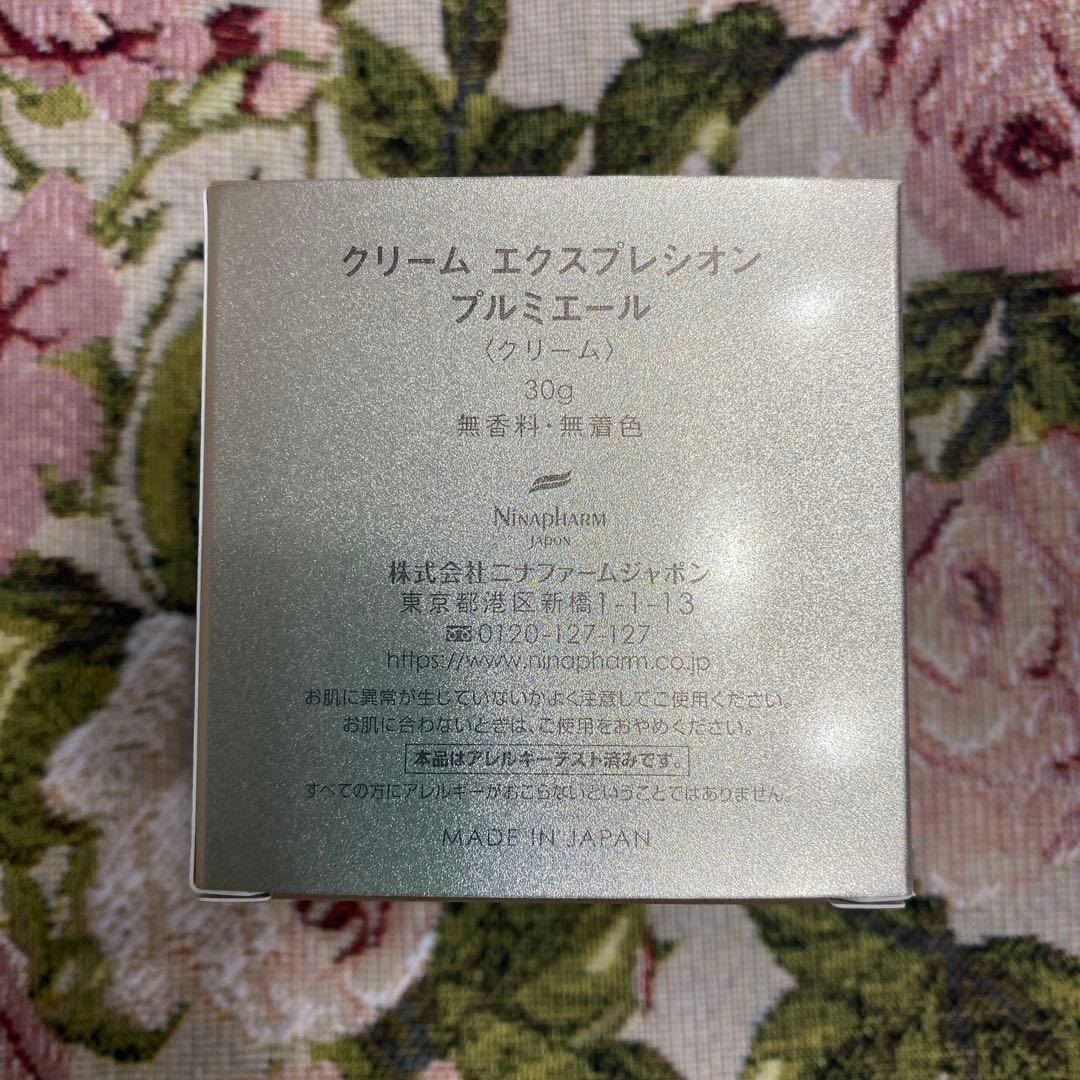 クリーム エクスプレシオン
プルミエール
〈クリーム〉
30g
無香料・無着色
NINAPHARM
JAPON
株式会社ニナファームジャポン
東京都港区新橋1-1-13
0120-127-127
https://www.ninapharm.co.jp
お肌に異常が生じていないかよく注意してご使用ください。
お肌に合わないときは、ご使用をおやめください。
本品はアレルギーテスト済みです。
すべての方にアレルギーがおこらないということではありません。
MADE IN JAPAN